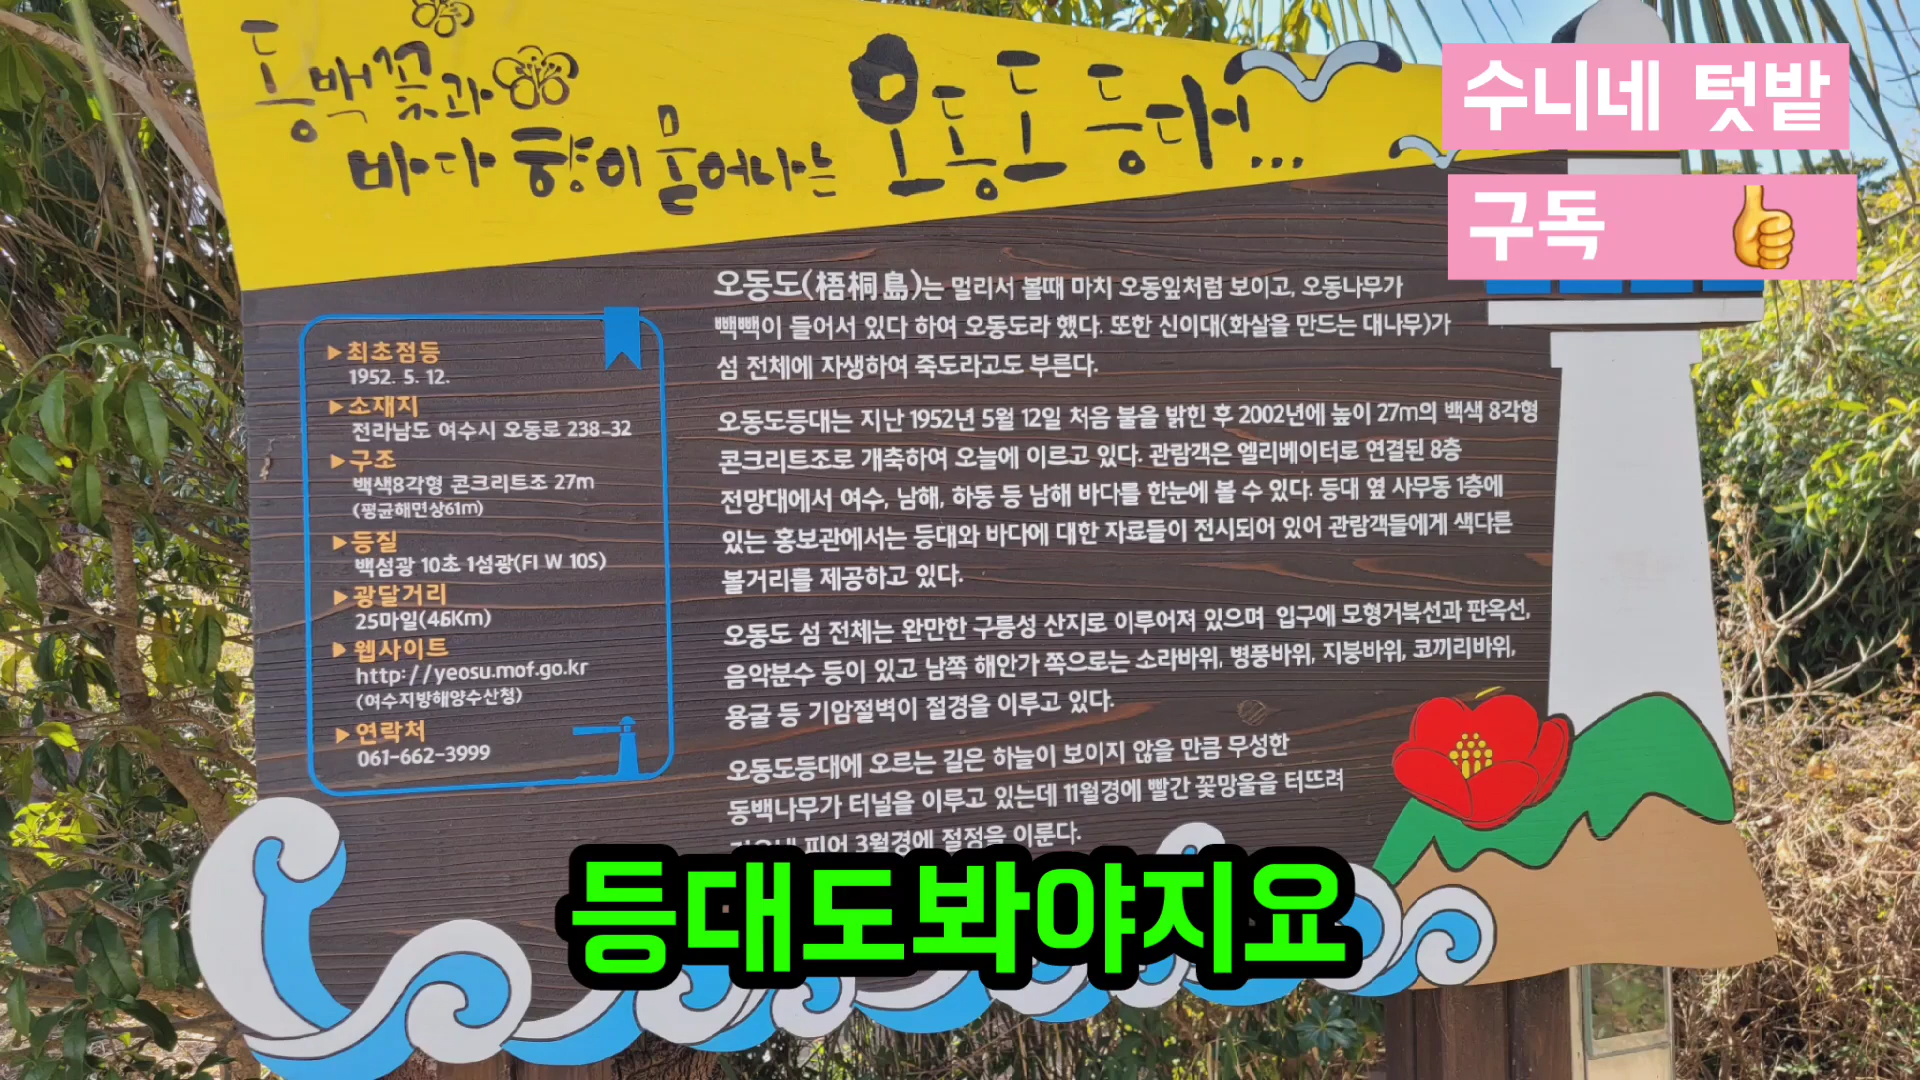 동백꽃과
바다 향이 묻어나는 오동도 등대...
수니네 텃밭
구독
▶최초점등
1952. 5. 12.
▶소재지
전라남도 여수시 오동로 238-32
▶구조
백색8각형 콘크리트조 27m
(평균해면상61m)
▶등질
백섬광 10초 1섬광(Fl W 10S)
▶광달거리
25마일(46Km)
▶웹사이트
http://yeosu.mof.go.kr
(여수지방해양수산청)
▶연락처
061-662-3999
오동도(梧桐島)는 멀리서 볼때 마치 오동잎처럼 보이고, 오동나무가
빽빽이 들어서 있다 하여 오동도라 했다. 또한 신이대(화살을 만드는 대나무)가
섬 전체에 자생하여 죽도라고도 부른다.
오동도등대는 지난 1952년 5월 12일 처음 불을 밝힌 후 2002년에 높이 27m의 백색 8각형
콘크리트조로 개축하여 오늘에 이르고 있다. 관람객은 엘리베이터로 연결된 8층
전망대에서 여수, 남해, 하동 등 남해 바다를 한눈에 볼 수 있다. 등대 옆 사무동 1층에
있는 홍보관에서는 등대와 바다에 대한 자료들이 전시되어 있어 관람객들에게 색다른
볼거리를 제공하고 있다.
오동도 섬 전체는 완만한 구릉성 산지로 이루어져 있으며 입구에 모형거북선과 판옥선,
음악분수 등이 있고 남쪽 해안가 쪽으로는 소라바위, 병풍바위, 지붕바위, 코끼리바위,
용굴 등 기암절벽이 절경을 이루고 있다.
오동도등대에 오르는 길은 하늘이 보이지 않을 만큼 무성한
동백나무가 터널을 이루고 있는데 11월경에 빨간 꽃망울을 터뜨려
피어 3월경에 절정을 이룬다.
등대도봐야지요